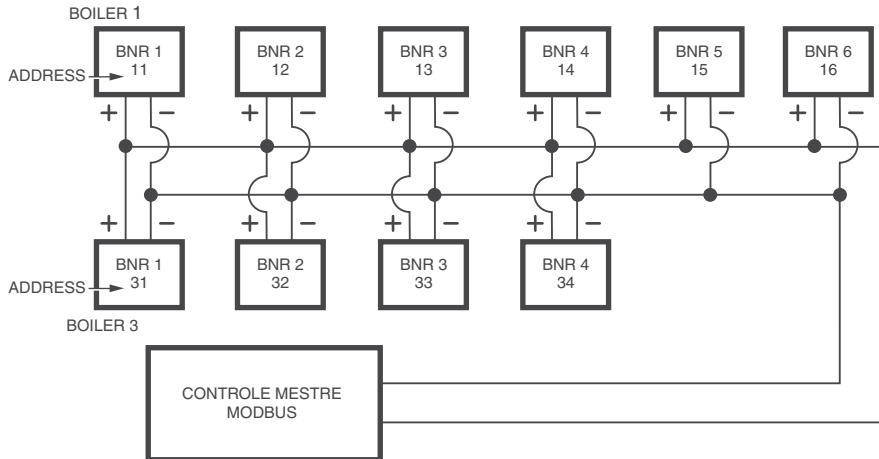 BOILER 1
BNR 1
11
BNR 2
12
BNR 3
13
BNR 4
14
BNR 5
15
BNR 6
16
ADDRESS
+ − + − + − + − + − + −
+ − + − + − + −
BNR 1
31
BNR 2
32
BNR 3
33
BNR 4
34
ADDRESS
BOILER 3
CONTROLE MESTRE
MODBUS